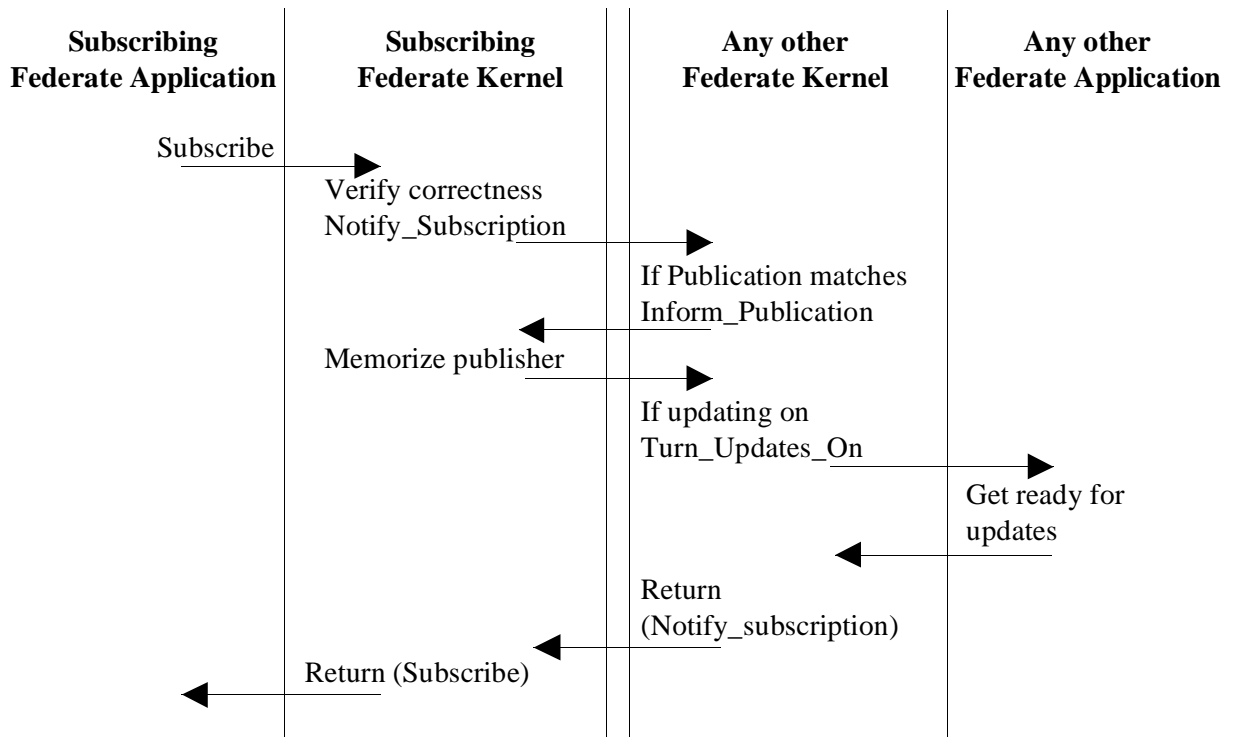 Subscribing
Federate Application
Subscribing
Federate Kernel
Any other
Federate Kernel
Any other
Federate Application
Subscribe
Verify correctness
Notify_Subscription
If Publication matches
Inform_Publication
Memorize publisher
If updating on
Turn_Updates_On
Get ready for
updates
Return
(Notify_subscription)
Return (Subscribe)